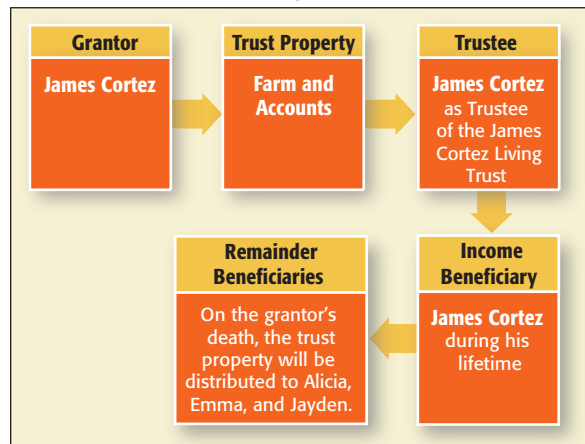 Grantor
James Cortez
Trust Property
Farm and
Accounts
Trustee
James Cortez
as Trustee
of the James
Cortez Living
Trust
Income
Beneficiary
James Cortez
during his
lifetime
Remainder
Beneficiaries
On the grantor's
death, the trust
property will be
distributed to Alicia,
Emma, and Jayden.